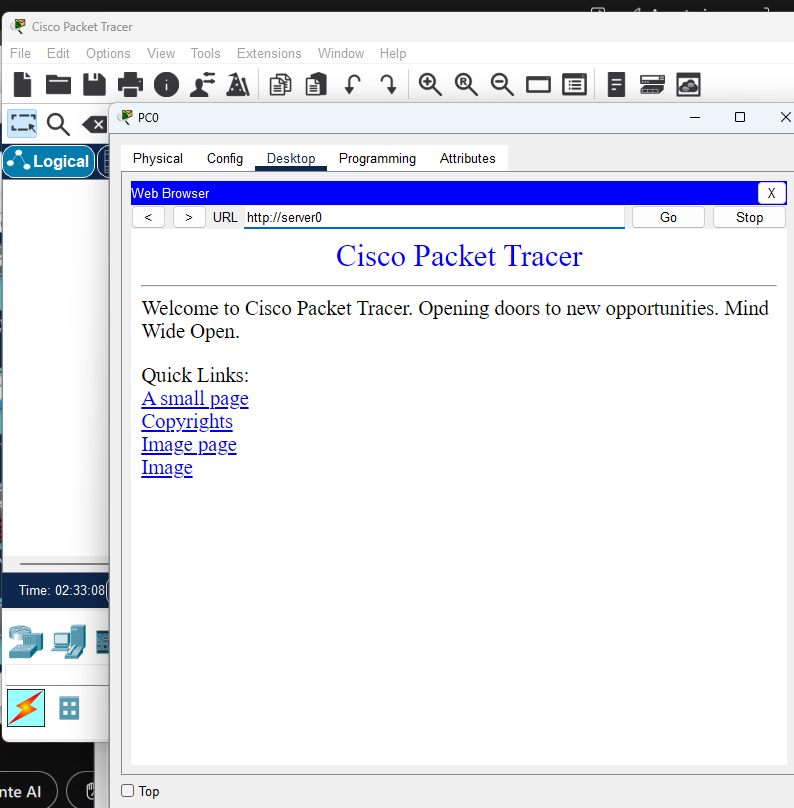 Cisco Packet Tracer
File Edit Options View Tools Extensions Window Help
PC0
Logical
Physical Config Desktop Programming Attributes
Web Browser X
< > URL http://server0 Go Stop
Cisco Packet Tracer
Welcome to Cisco Packet Tracer. Opening doors to new opportunities. Mind
Wide Open.
Quick Links:
A small page
Copyrights
Image page
Image
Time: 02:33:08
nte AI
Top